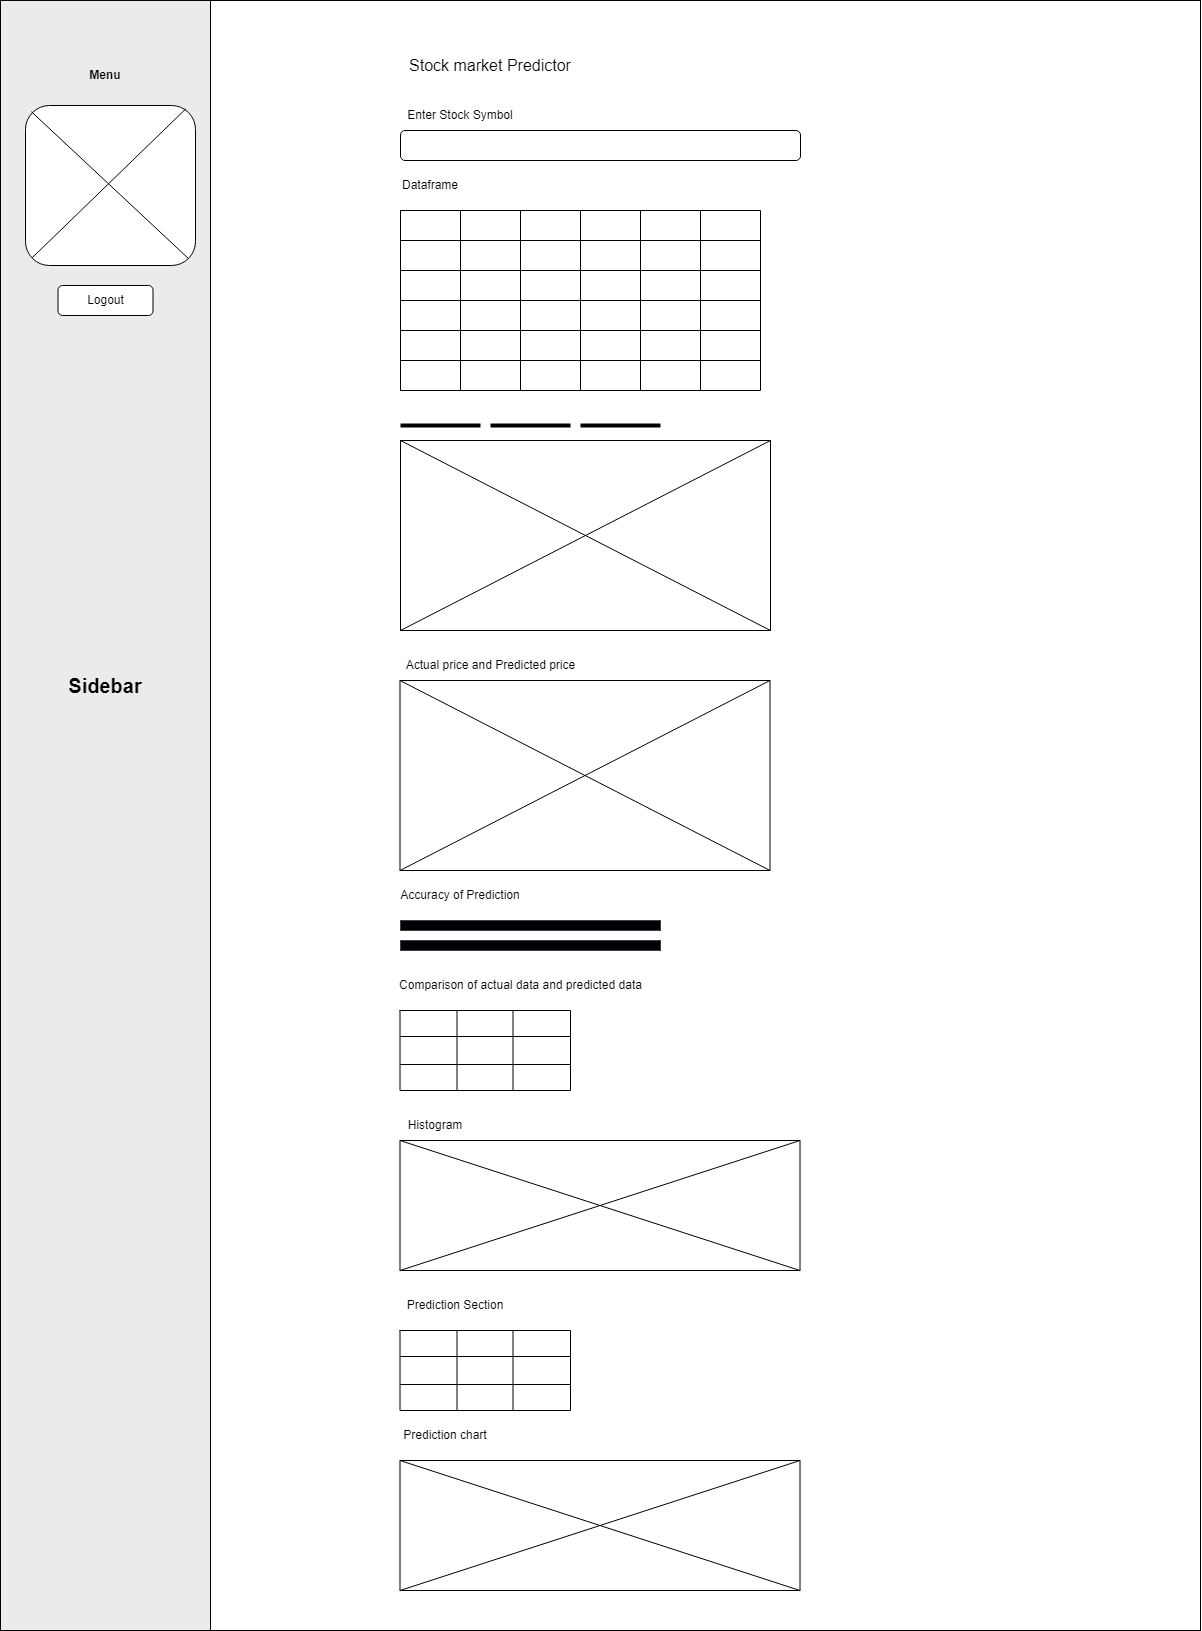 Menu
Logout
Sidebar
Stock market Predictor
Enter Stock Symbol
Dataframe
Actual price and Predicted price
Accuracy of Prediction
Comparison of actual data and predicted data
Histogram
Prediction Section
Prediction chart